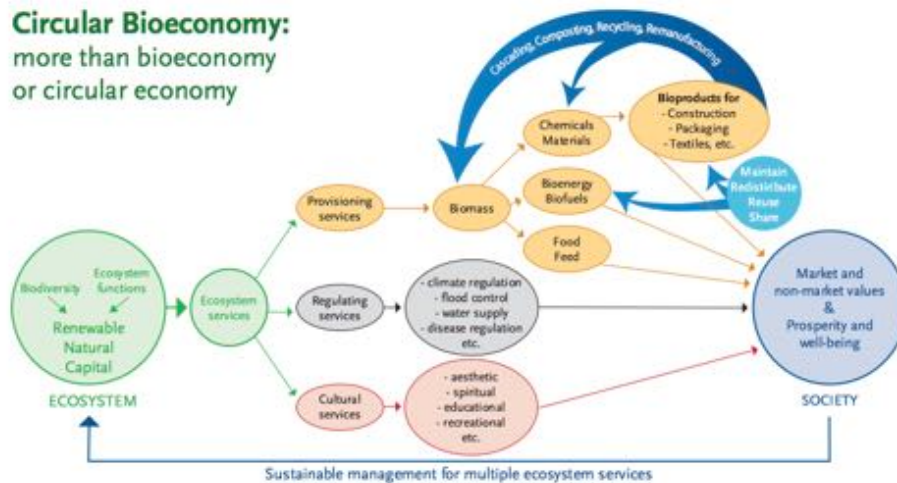 Circular Bioeconomy:
more than bioeconomy
or circular economy
Cascading, Composting, Recycling, Remanufacturing
Chemicals
Materials
Bioproducts for
- Construction
- Packaging
- Textiles, etc.
Maintain
Redistribute
Reuse
Share
Provisioning
services
Biomass
Bioenergy
Biofuels
Food
Feed
Biodiversity
Ecosystem
functions
Renewable
Natural
Capital
ECOSYSTEM
Ecosystem
services
Regulating
services
- climate regulation
- flood control
- water supply
- disease regulation
etc.
Cultural
services
- aesthetic
- spiritual
- educational
- recreational
etc.
Market and
non-market values
&
Prosperity and
well-being
SOCIETY
Sustainable management for multiple ecosystem services